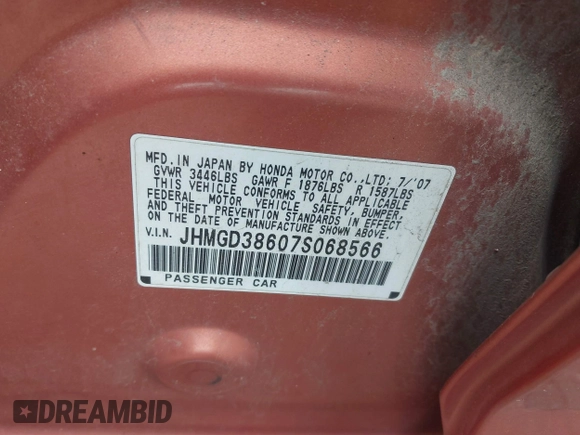 MFD.IN JAPAN BY HONDA MOTOR CO.,LTD; 7/'07
GVWR 3446LBS GAWR F 1876LBS R 1587LBS
THIS VEHICLE CONFORMS TO ALL APPLICABLE
FEDERAL MOTOR VEHICLE SAFETY, BUMPER,
AND THEFT PREVENTION STANDARDS IN EFFECT
ON THE DATE OF MANUFACTURE SHOWN ABOVE.
V.I.N. JHMGD38607S068566
PASSENGER CAR
DREAMBID